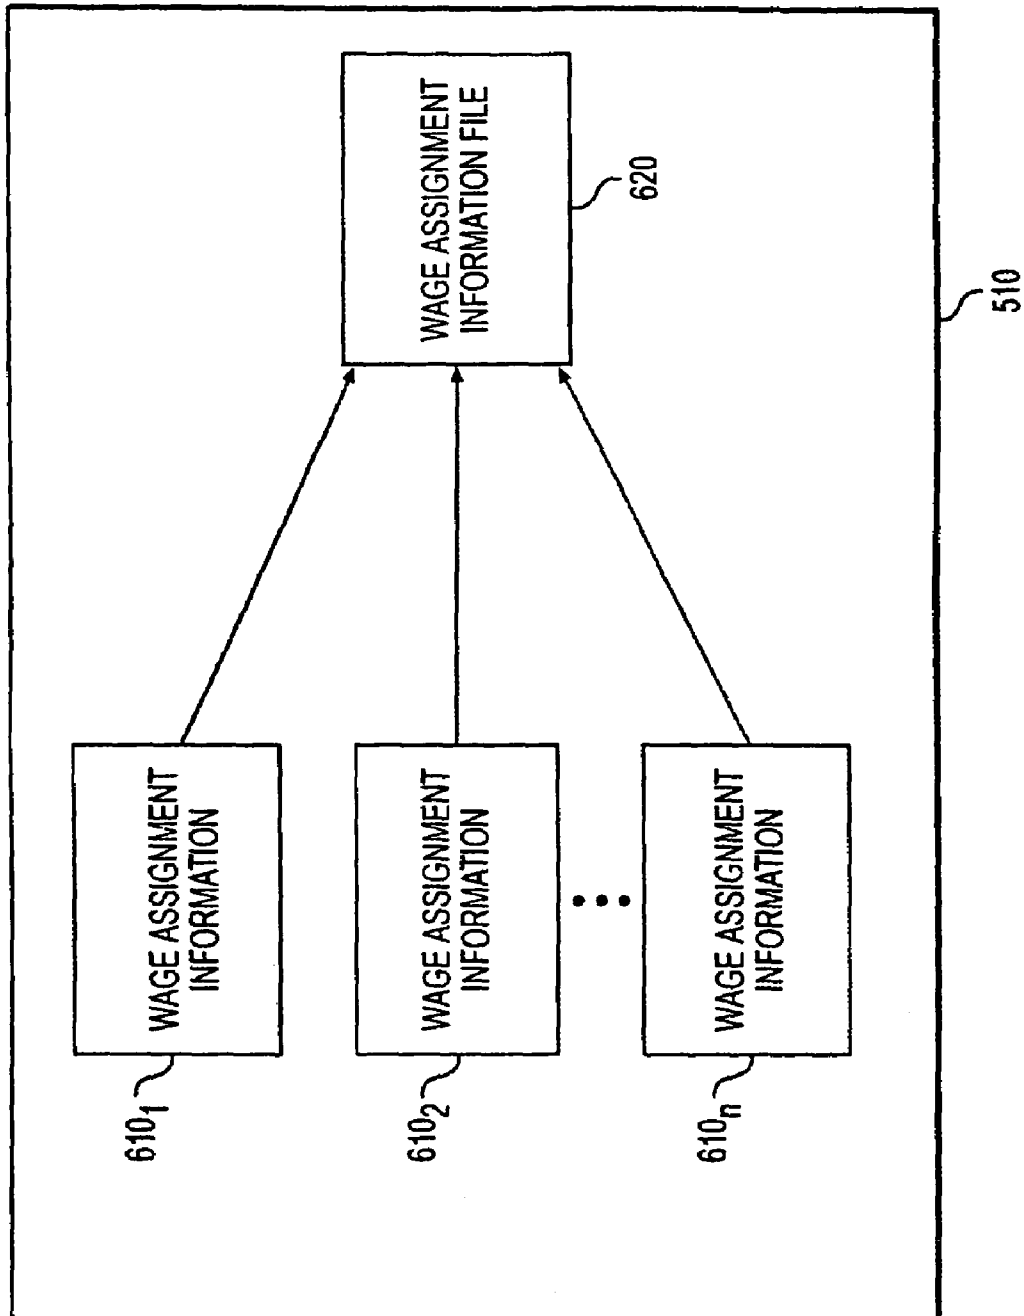 610₁
WAGE ASSIGNMENT
INFORMATION
610₂
WAGE ASSIGNMENT
INFORMATION
610ₙ
WAGE ASSIGNMENT
INFORMATION
WAGE ASSIGNMENT
INFORMATION FILE
620
510